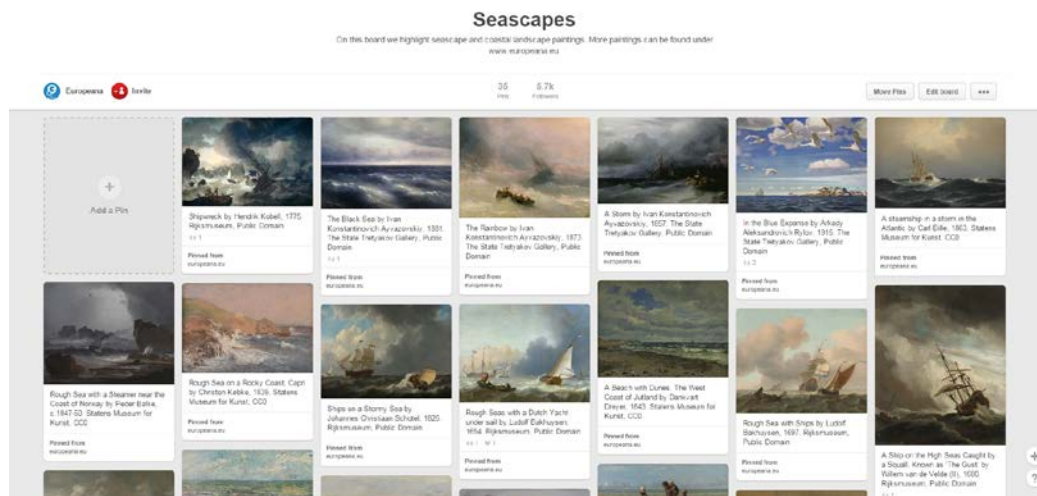 Seascapes
On this board we highlight seascape and coastal landscape paintings. More paintings can be found under
www.europeana.eu
Europeana
Invite
35
Pins
5.7k
Followers
Move Pins
Edit board
Add a Pin
Shipwreck by Hendrik Kobell, 1775.
Rijksmuseum, Public Domain
1
Pinned from
europeana.eu
The Black Sea by Ivan
Konstantinovich Ayvazovskiy, 1881.
The State Tretyakov Gallery, Public
Domain
Pinned from
europeana.eu
The Rainbow by Ivan
Konstantinovich Ayvazovskiy, 1873.
The State Tretyakov Gallery, Public
Domain
Pinned from
europeana.eu
A Storm by Ivan Konstantinovich
Ayvazovskiy, 1857. The State
Tretyakov Gallery. Public Domain
Pinned from
europeana.eu
In the Blue Expanse by Arkady
Aleksandrovich Rylov, 1915. The
State Tretyakov Gallery, Public
Domain
2
Pinned from
europeana.eu
A steamship in a storm in the
Atlantic by Carl Bille, 1863. Statens
Museum for Kunst. CC0
Pinned from
europeana.eu
Rough Sea with a Steamer near the
Coast of Norway by Peder Balke,
c.1847-50. Statens Museum for
Kunst, CC0
Pinned from
europeana.eu
Rough Sea on a Rocky Coast, Capri
by Christen Købke, 1839. Statens
Museum for Kunst, CC0
Pinned from
europeana.eu
Ships on a Stormy Sea by
Johannes Christiaan Schotel, 1825.
Rijksmuseum, Public Domain
Pinned from
europeana.eu
Rough Seas with a Dutch Yacht
under sail by Ludolf Bakhuysen,
1694. Rijksmuseum. Public Domain
1 1
Pinned from
europeana.eu
A Beach with Dunes. The West
Coast of Jutland by Dankvart
Dreyer, 1843. Statens Museum for
Kunst, CC0
Pinned from
europeana.eu
Rough Sea with Ships by Ludolf
Bakhuysen, 1697. Rijksmuseum,
Public Domain
Pinned from
europeana.eu
A Ship on the High Seas Caught by
a Squall, Known as 'The Gust' by
Willem van de Velde (II), 1680.
Rijksmuseum, Public Domain
?